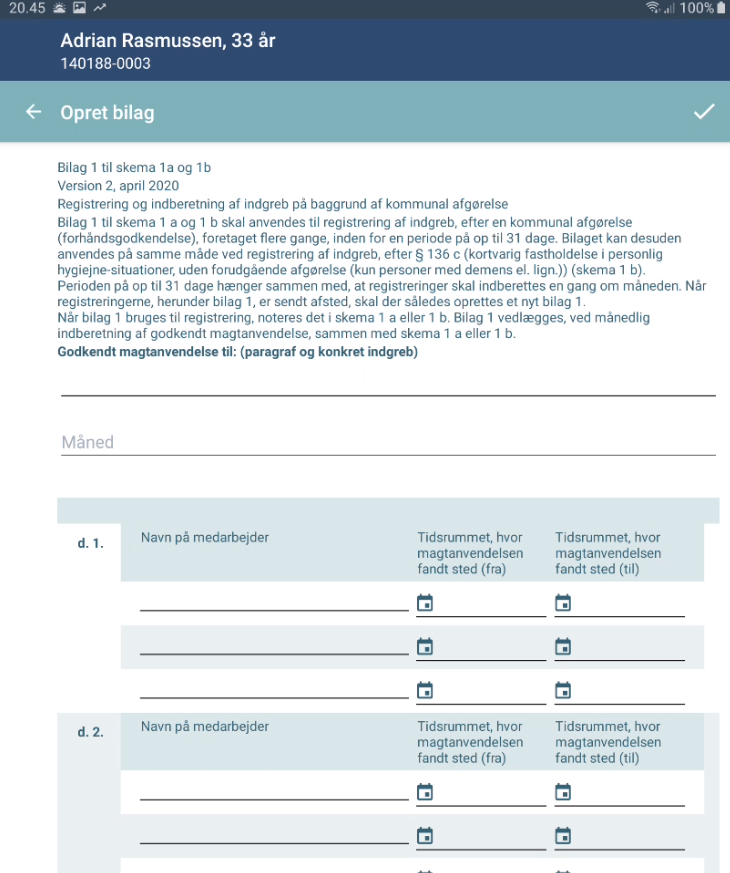 20.45
100%
Adrian Rasmussen, 33 år
140188-0003
Opret bilag
Bilag 1 til skema 1a og 1b
Version 2, april 2020
Registrering og indberetning af indgreb på baggrund af kommunal afgørelse
Bilag 1 til skema 1 a og 1 b skal anvendes til registrering af indgreb, efter en kommunal afgørelse
(forhåndsgodkendelse), foretaget flere gange, inden for en periode på op til 31 dage. Bilaget kan desuden
anvendes på samme måde ved registrering af indgreb, efter § 136 c (kortvarig fastholdelse i personlig
hygiejne-situationer, uden forudgående afgørelse (kun personer med demens el. lign.)) (skema 1 b).
Perioden på op til 31 dage hænger sammen med, at registreringer skal indberettes en gang om måneden. Når
registreringerne, herunder bilag 1, er sendt afsted, skal der således oprettes et nyt bilag 1.
Når bilag 1 bruges til registrering, noteres det i skema 1 a eller 1 b. Bilag 1 vedlægges, ved månedlig
indberetning af godkendt magtanvendelse, sammen med skema 1 a eller 1 b.
Godkendt magtanvendelse til: (paragraf og konkret indgreb)
Måned
d. 1.
Navn på medarbejder
Tidsrummet, hvor
magtanvendelsen
fandt sted (fra)
Tidsrummet, hvor
magtanvendelsen
fandt sted (til)
d. 2.
Navn på medarbejder
Tidsrummet, hvor
magtanvendelsen
fandt sted (fra)
Tidsrummet, hvor
magtanvendelsen
fandt sted (til)